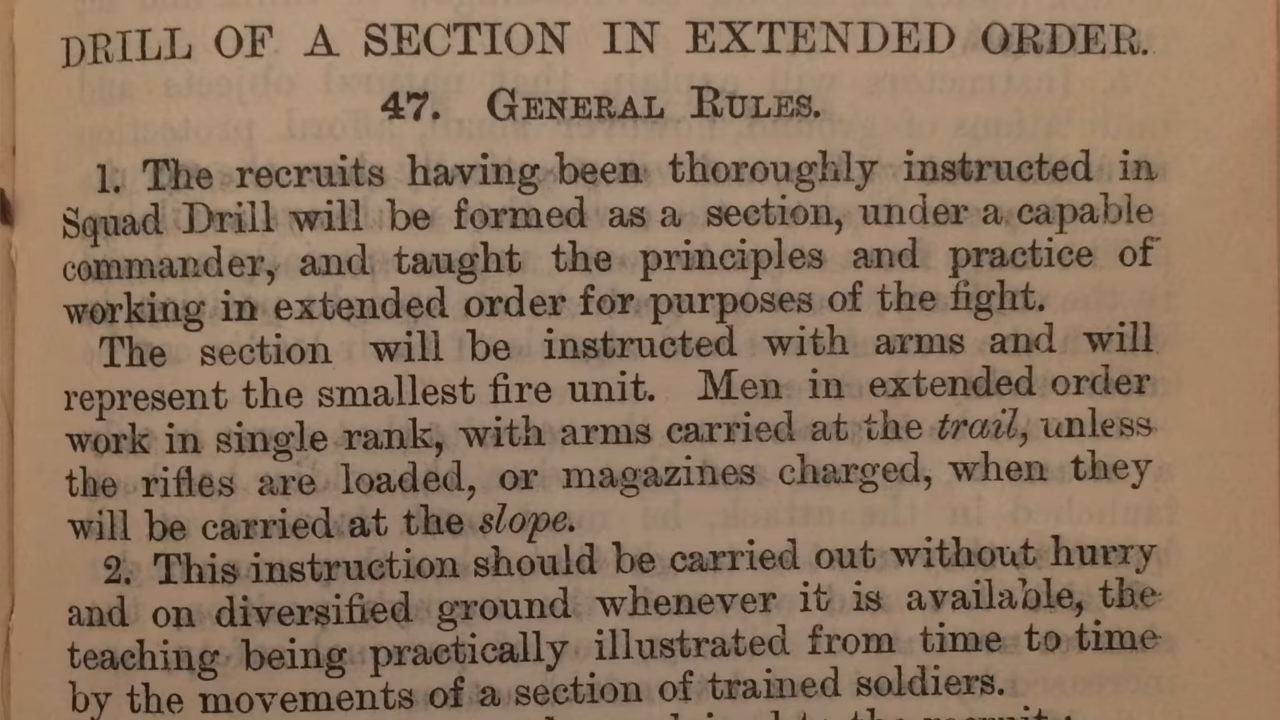 DRILL OF A SECTION IN EXTENDED ORDER.
47. GENERAL RULES.
1. The recruits having been thoroughly instructed in
Squad Drill will be formed as a section, under a capable
commander, and taught the principles and practice of
working in extended order for purposes of the fight.
The section will be instructed with arms and will
represent the smallest fire unit. Men in extended order
work in single rank, with arms carried at the trail, unless
the rifles are loaded, or magazines charged, when they
will be carried at the slope.
2. This instruction should be carried out without hurry
and on diversified ground whenever it is available, the
teaching being practically illustrated from time to time
by the movements of a section of trained soldiers.